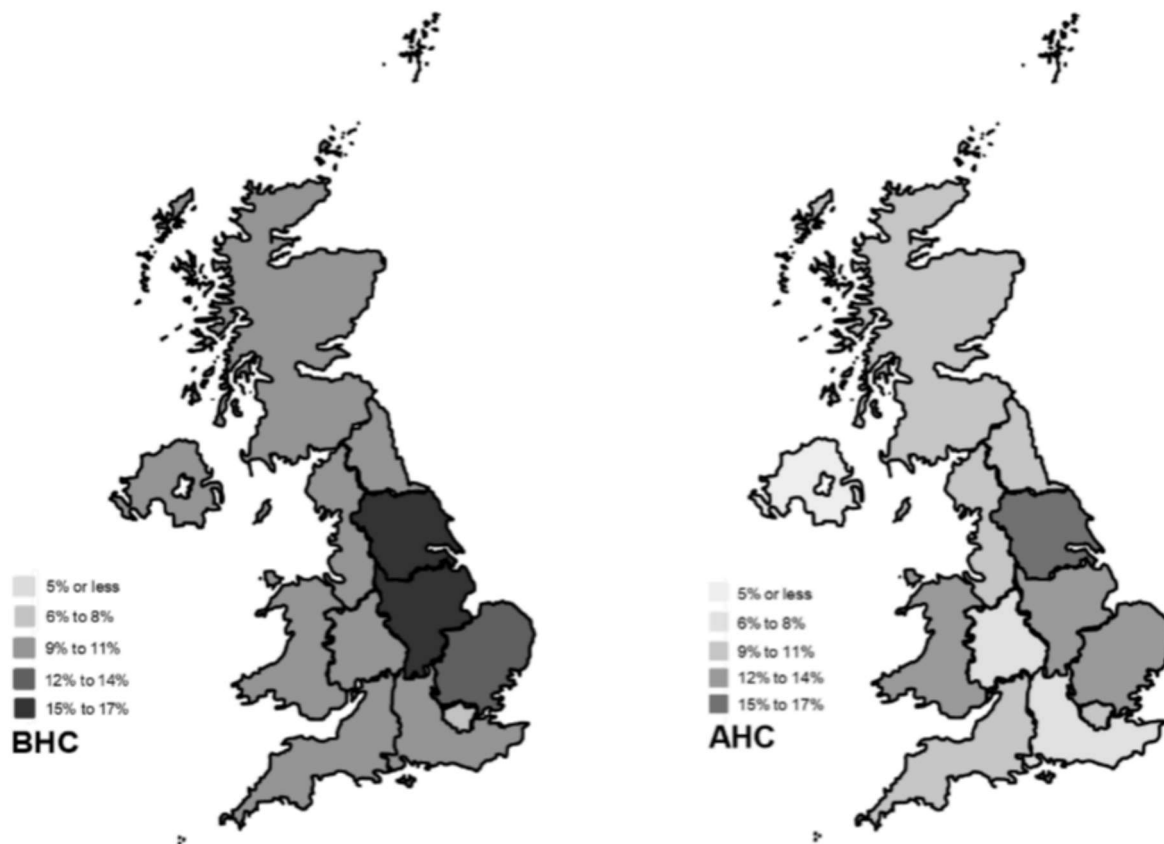 5% or less
6% to 8%
9% to 11%
12% to 14%
15% to 17%
BHC
5% or less
6% to 8%
9% to 11%
12% to 14%
15% to 17%
AHC